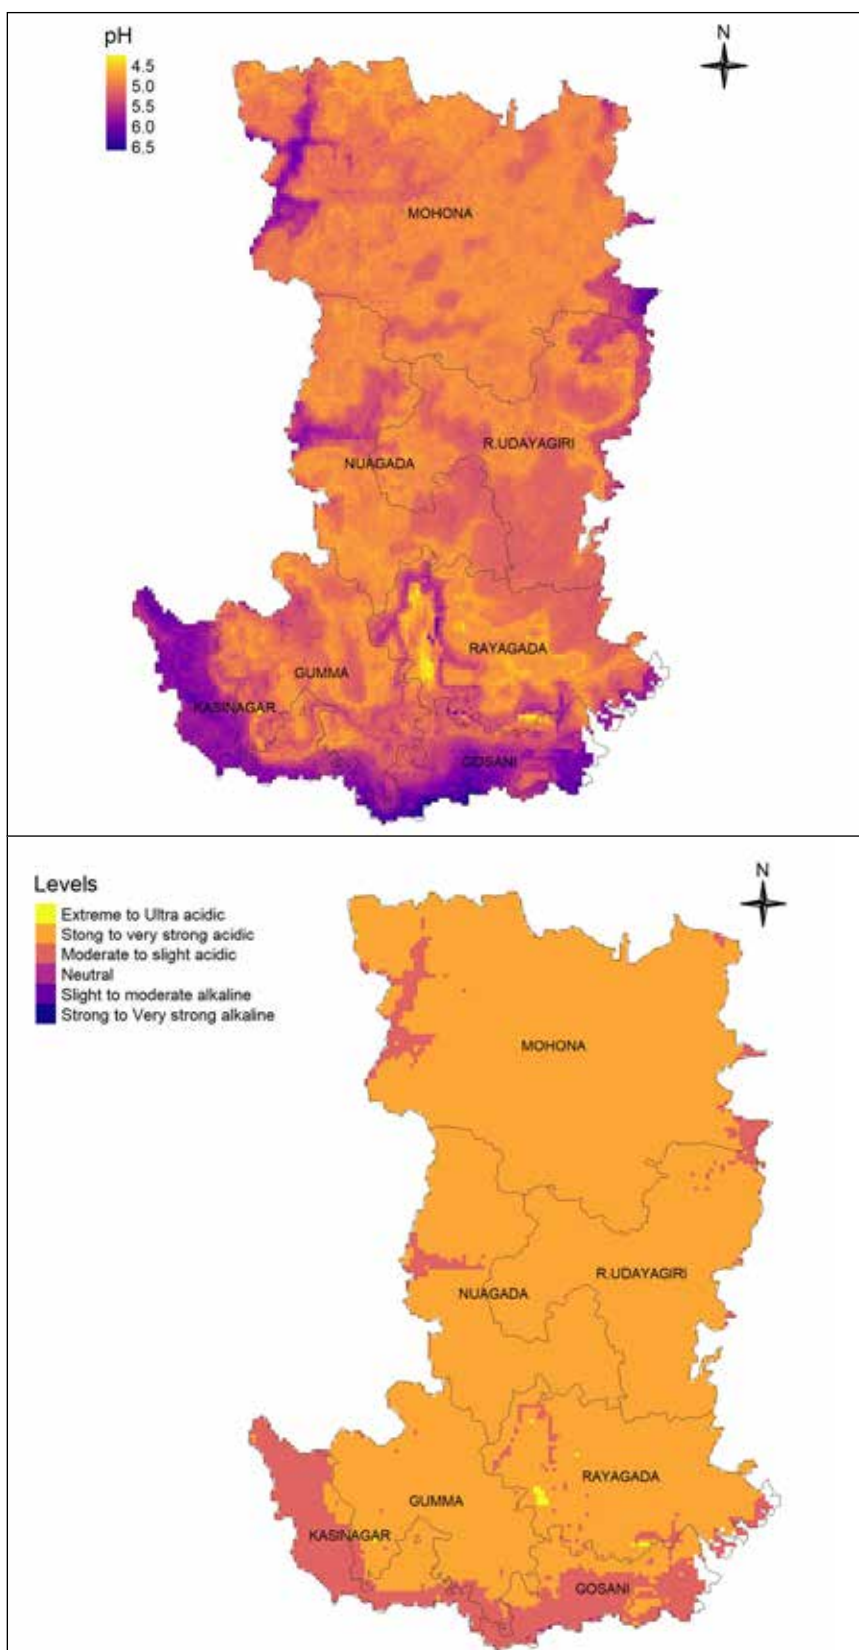 pH
N
4.5
5.0
5.5
6.0
6.5
MOHONA
R.UDAYAGIRI
NUAGADA
RAYAGADA
GUMMA
KASINAGAR
GOSANI
Levels
N
Extreme to Ultra acidic
Stong to very strong acidic
Moderate to slight acidic
Neutral
Slight to moderate alkaline
Strong to Very strong alkaline
MOHONA
R.UDAYAGIRI
NUAGADA
RAYAGADA
GUMMA
KASINAGAR
GOSANI